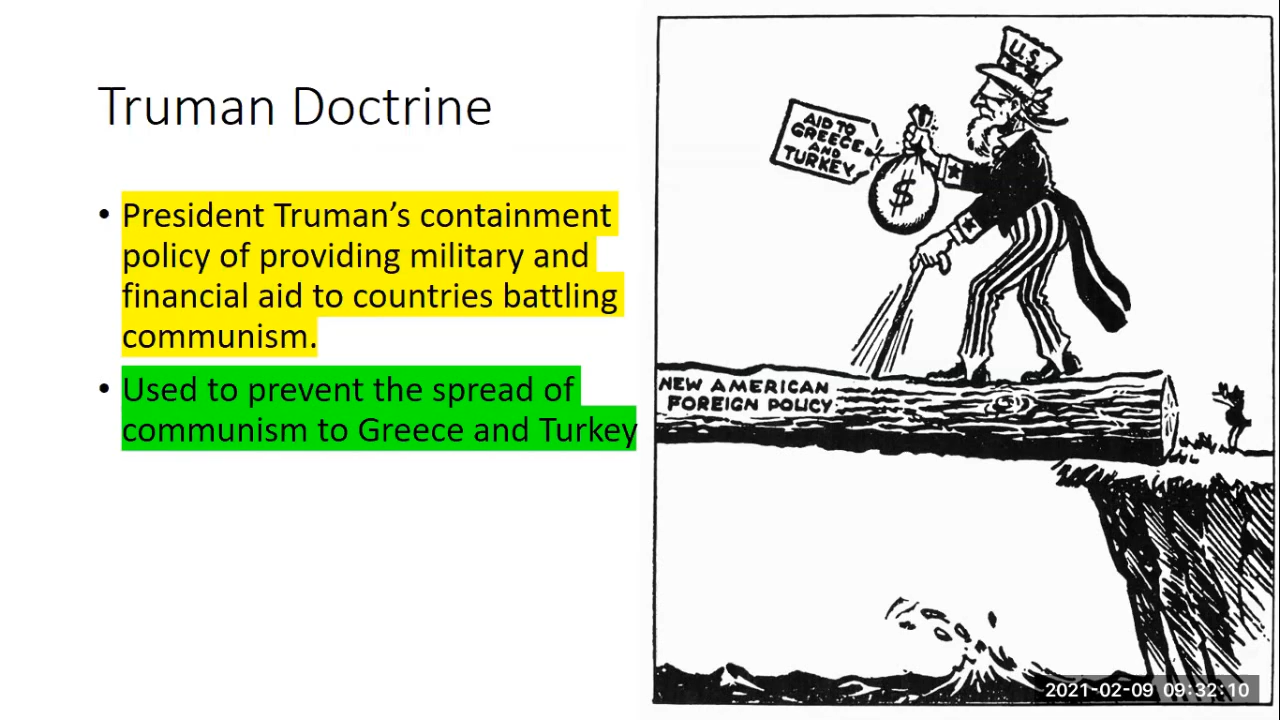 Truman Doctrine
• President Truman's containment
policy of providing military and
financial aid to countries battling
communism.
• Used to prevent the spread of
communism to Greece and Turkey
U.S.
AID TO
GREECE
AND
TURKEY
$
NEW AMERICAN
FOREIGN POLICY
2021-02-09 09:32:10